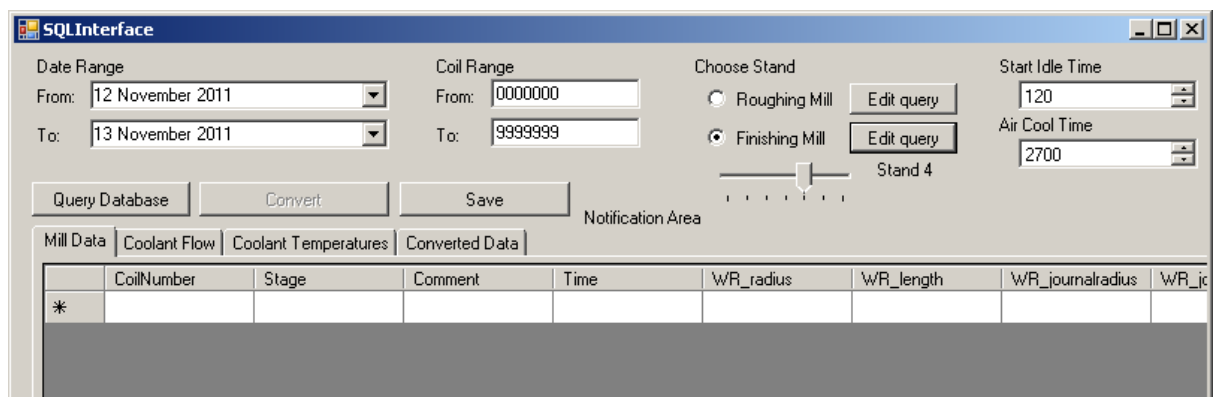 SQLInterface
Date Range Coil Range Choose Stand Start Idle Time
From: 12 November 2011 From: 0000000 Roughing Mill Edit query 120
Air Cool Time
To: 13 November 2011 To: 9999999 Finishing Mill Edit query 2700
Stand 4
Query Database Convert Save Notification Area
Mill Data Coolant Flow Coolant Temperatures Converted Data
CoilNumber Stage Comment Time WR_radius WR_length WR_journalradius WR_jc
*